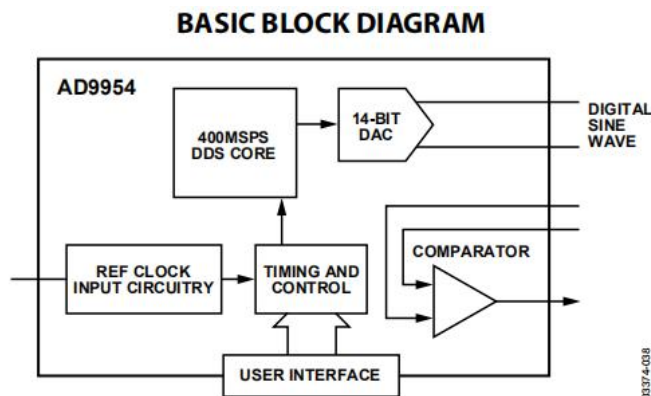 BASIC BLOCK DIAGRAM
AD9954
400MSPS
DDS CORE
14-BIT
DAC
DIGITAL
SINE
WAVE
REF CLOCK
INPUT CIRCUITRY
TIMING AND
CONTROL
COMPARATOR
USER INTERFACE
03374-038